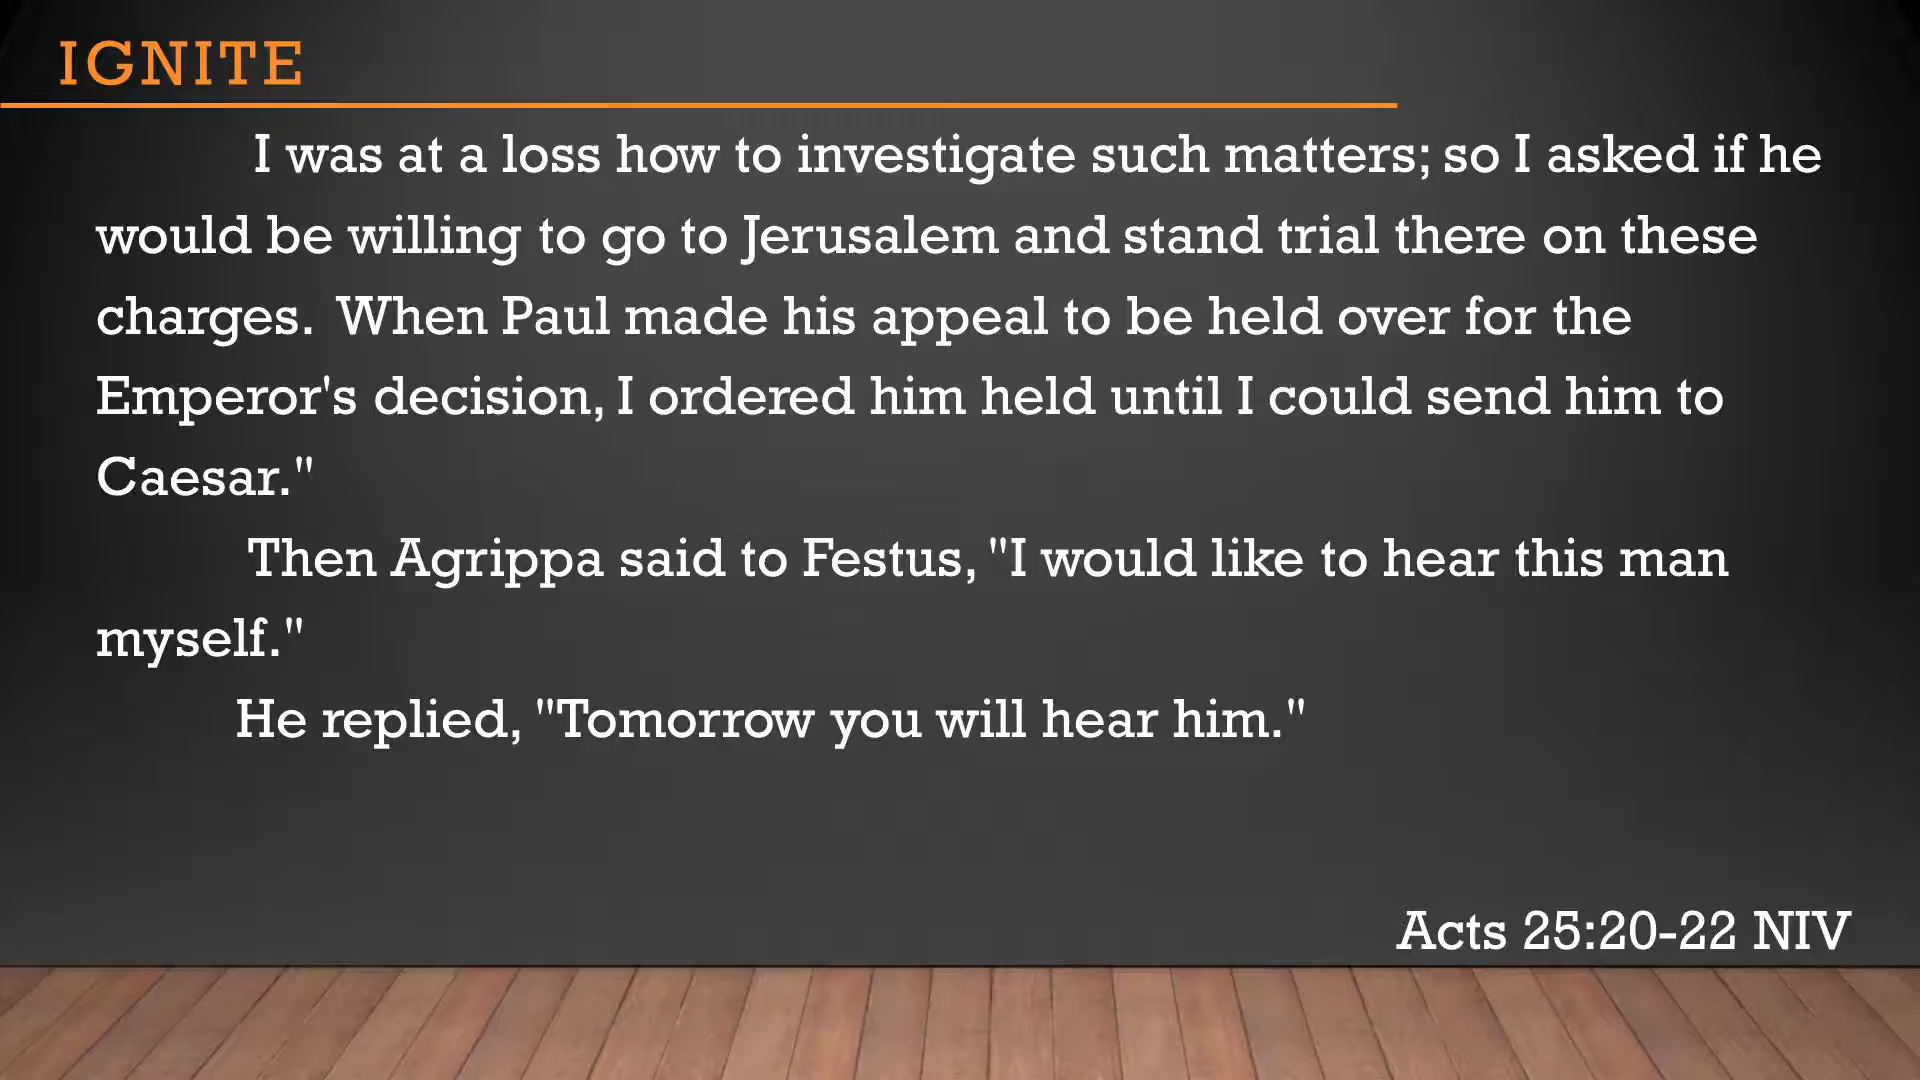 IGNITE
I was at a loss how to investigate such matters; so I asked if he
would be willing to go to Jerusalem and stand trial there on these
charges.  When Paul made his appeal to be held over for the
Emperor's decision, I ordered him held until I could send him to
Caesar."
Then Agrippa said to Festus, "I would like to hear this man
myself."
He replied, "Tomorrow you will hear him."
Acts 25:20-22 NIV